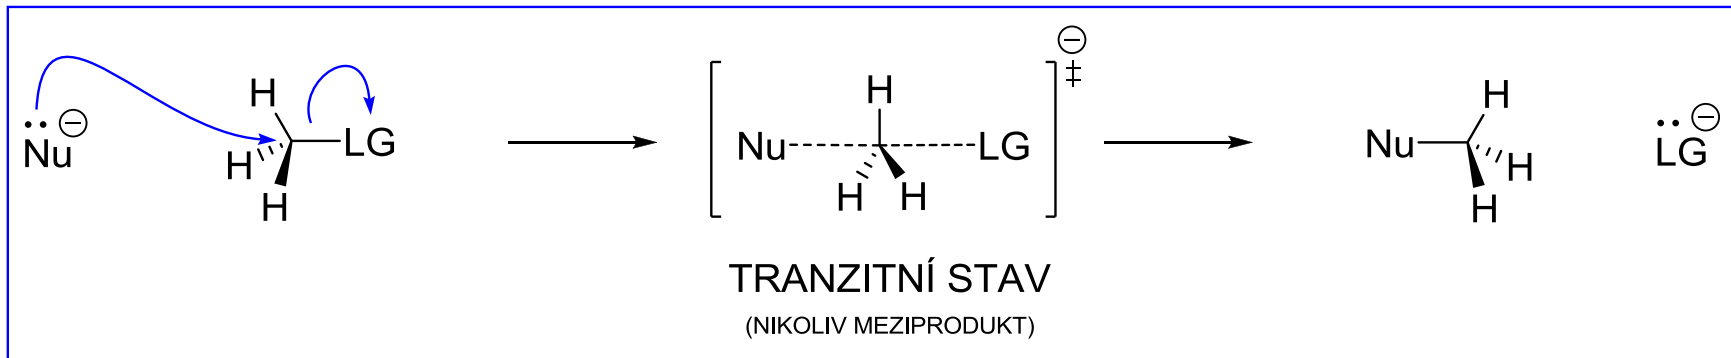 Nu
H
H
H
LG
Nu
H
H
H
LG
‡
Nu
H
H
LG
TRANZITNÍ STAV
(NIKOLIV MEZIPRODUKT)